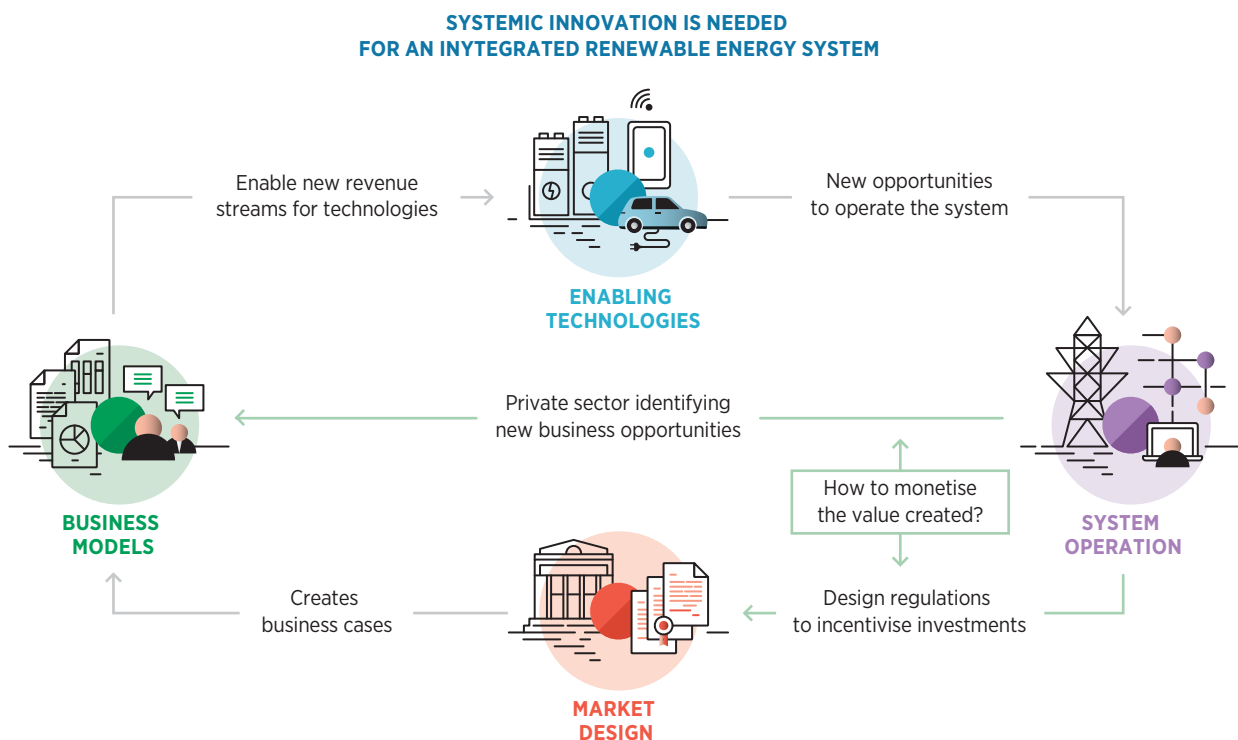 SYSTEMIC INNOVATION IS NEEDED
FOR AN INYTEGRATED RENEWABLE ENERGY SYSTEM
Enable new revenue
streams for technologies
New opportunities
to operate the system
ENABLING
TECHNOLOGIES
Private sector identifying
new business opportunities
How to monetise
the value created?
BUSINESS
MODELS
SYSTEM
OPERATION
Creates
business cases
Design regulations
to incentivise investments
MARKET
DESIGN